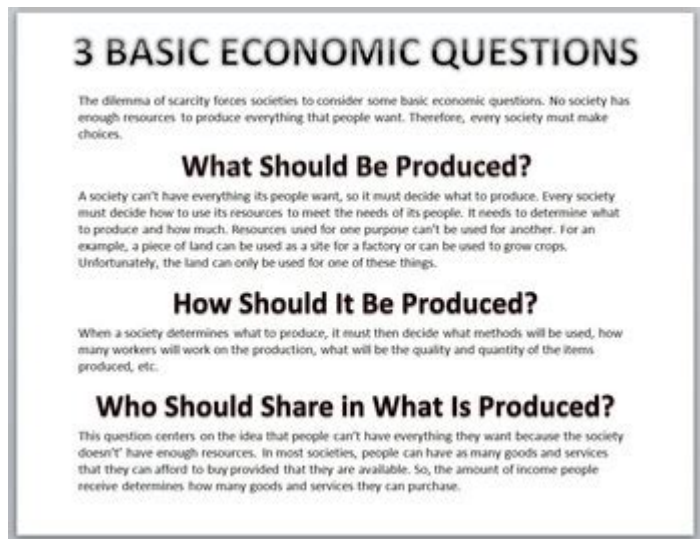 3 BASIC ECONOMIC QUESTIONS
The dilemma of scarcity forces societies to consider some basic economic questions. No society has
enough resources to produce everything that people want. Therefore, every society must make
choices.
What Should Be Produced?
A society can't have everything its people want, so it must decide what to produce. Every society
must decide how to use its resources to meet the needs of its people. It needs to determine what
to produce and how much. Resources used for one purpose can't be used for another. For an
example, a piece of land can be used as a site for a factory or can be used to grow crops.
Unfortunately, the land can only be used for one of these things.
How Should It Be Produced?
When a society determines what to produce, it must then decide what methods will be used, how
many workers will work on the production, what will be the quality and quantity of the items
produced, etc.
Who Should Share in What Is Produced?
This question centers on the idea that people can't have everything they want because the society
doesn't' have enough resources. In most societies, people can have as many goods and services
that they can afford to buy provided that they are available. So, the amount of income people
receive determines how many goods and services they can purchase.